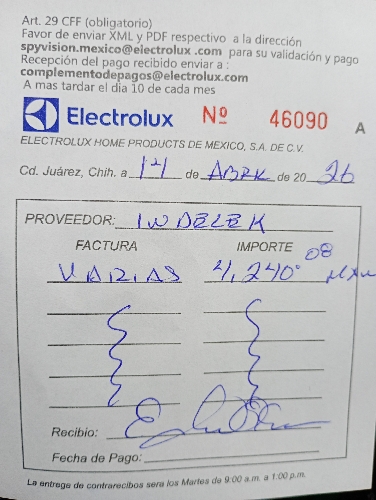 Art. 29 CFF (obligatorio)
Favor de enviar XML y PDF respectivo a la dirección
spyvision.mexico@electrolux .com para su validación y pago
Recepción del pago recibido enviar a :
complementodepagos@electrolux.com
A mas tardar el dia 10 de cada mes
Electrolux Nº 46090 A
ELECTROLUX HOME PRODUCTS DE MEXICO, S.A. DE C.V.
Cd. Juárez, Chih. a 14 de de 20 26
PROVEEDOR: INDELEK
FACTURA IMPORTE
VARIAS 4,240.08
Recibio:
Fecha de Pago:
La entrega de contrarecibos sera los Martes de 9:00 a.m. a 1:00 p.m.